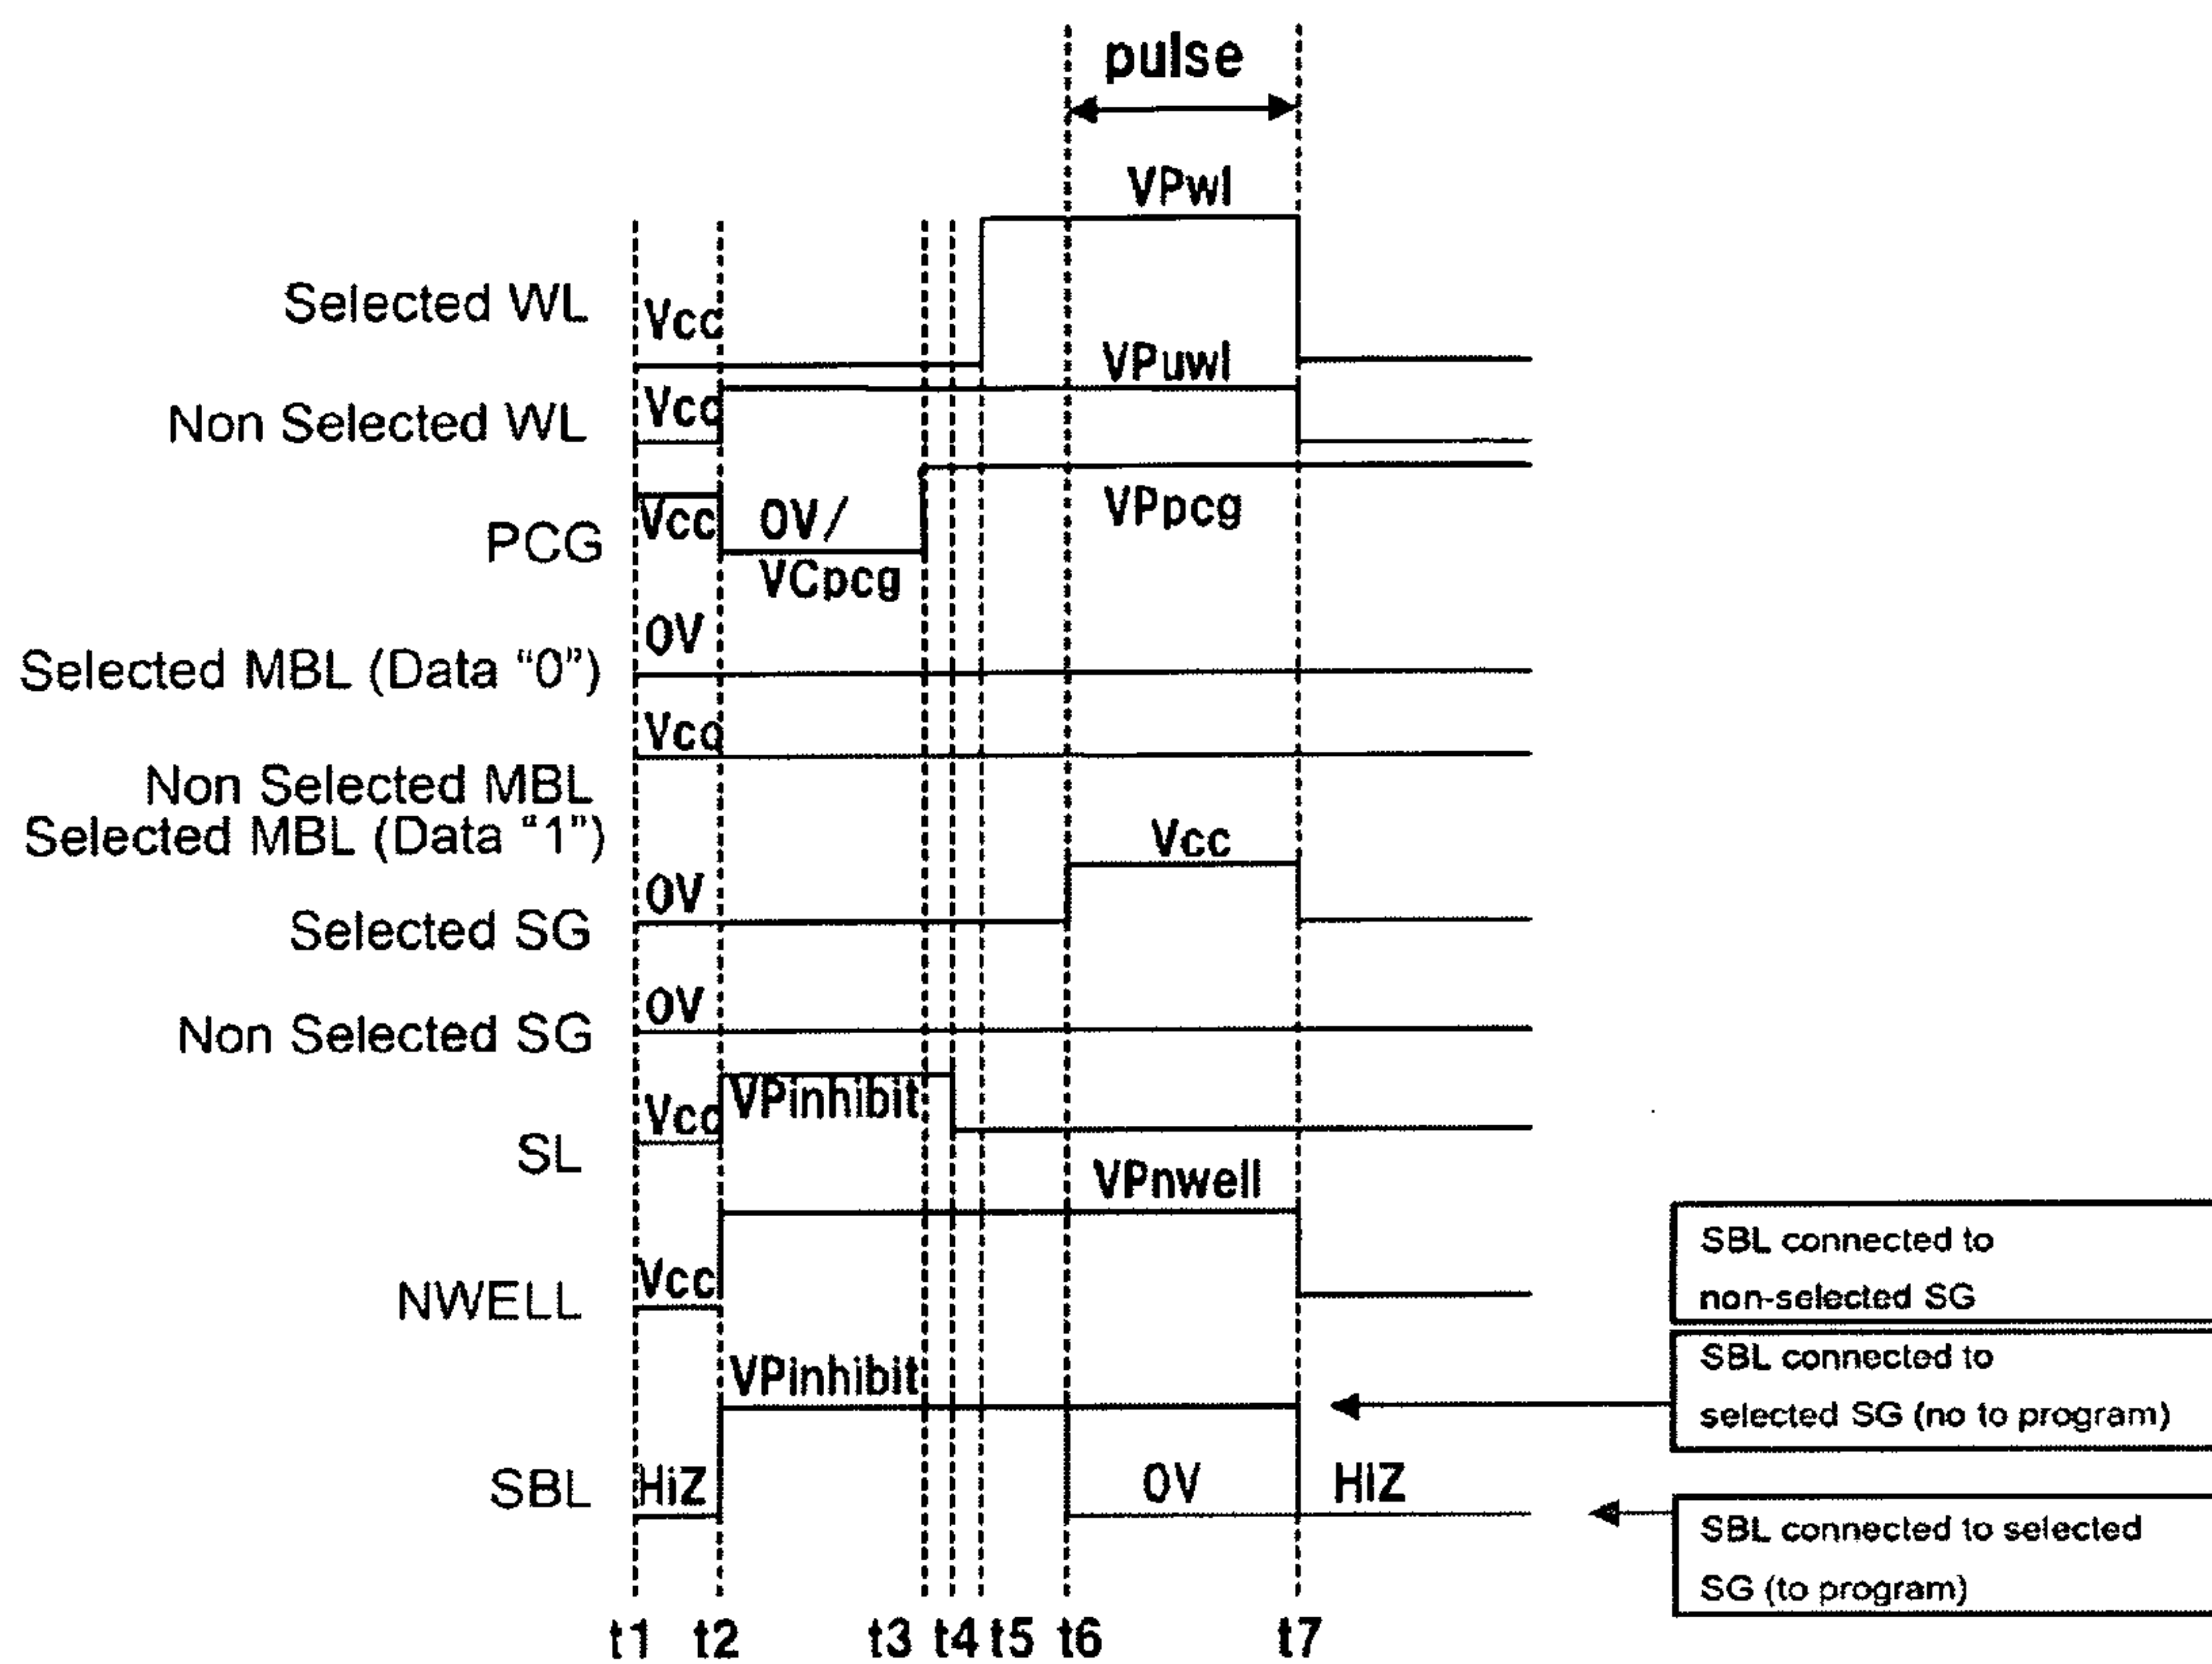 pulse
VPwl
Selected WL
Vcc
VPuwl
Non Selected WL
Vcc
PCG
Vcc
0V/
VCpcg
VPpcg
0V
Selected MBL (Data “0”)
Vcc
Non Selected MBL
Selected MBL (Data “1”)
Vcc
0V
Selected SG
0V
Non Selected SG
VPinhibit
Vcc
SL
VPnwell
Vcc
NWELL
VPinhibit
SBL
HiZ
0V
HiZ
SBL connected to
non-selected SG
SBL connected to
selected SG (no to program)
SBL connected to selected
SG (to program)
t1 t2 t3 t4 t5 t6 t7